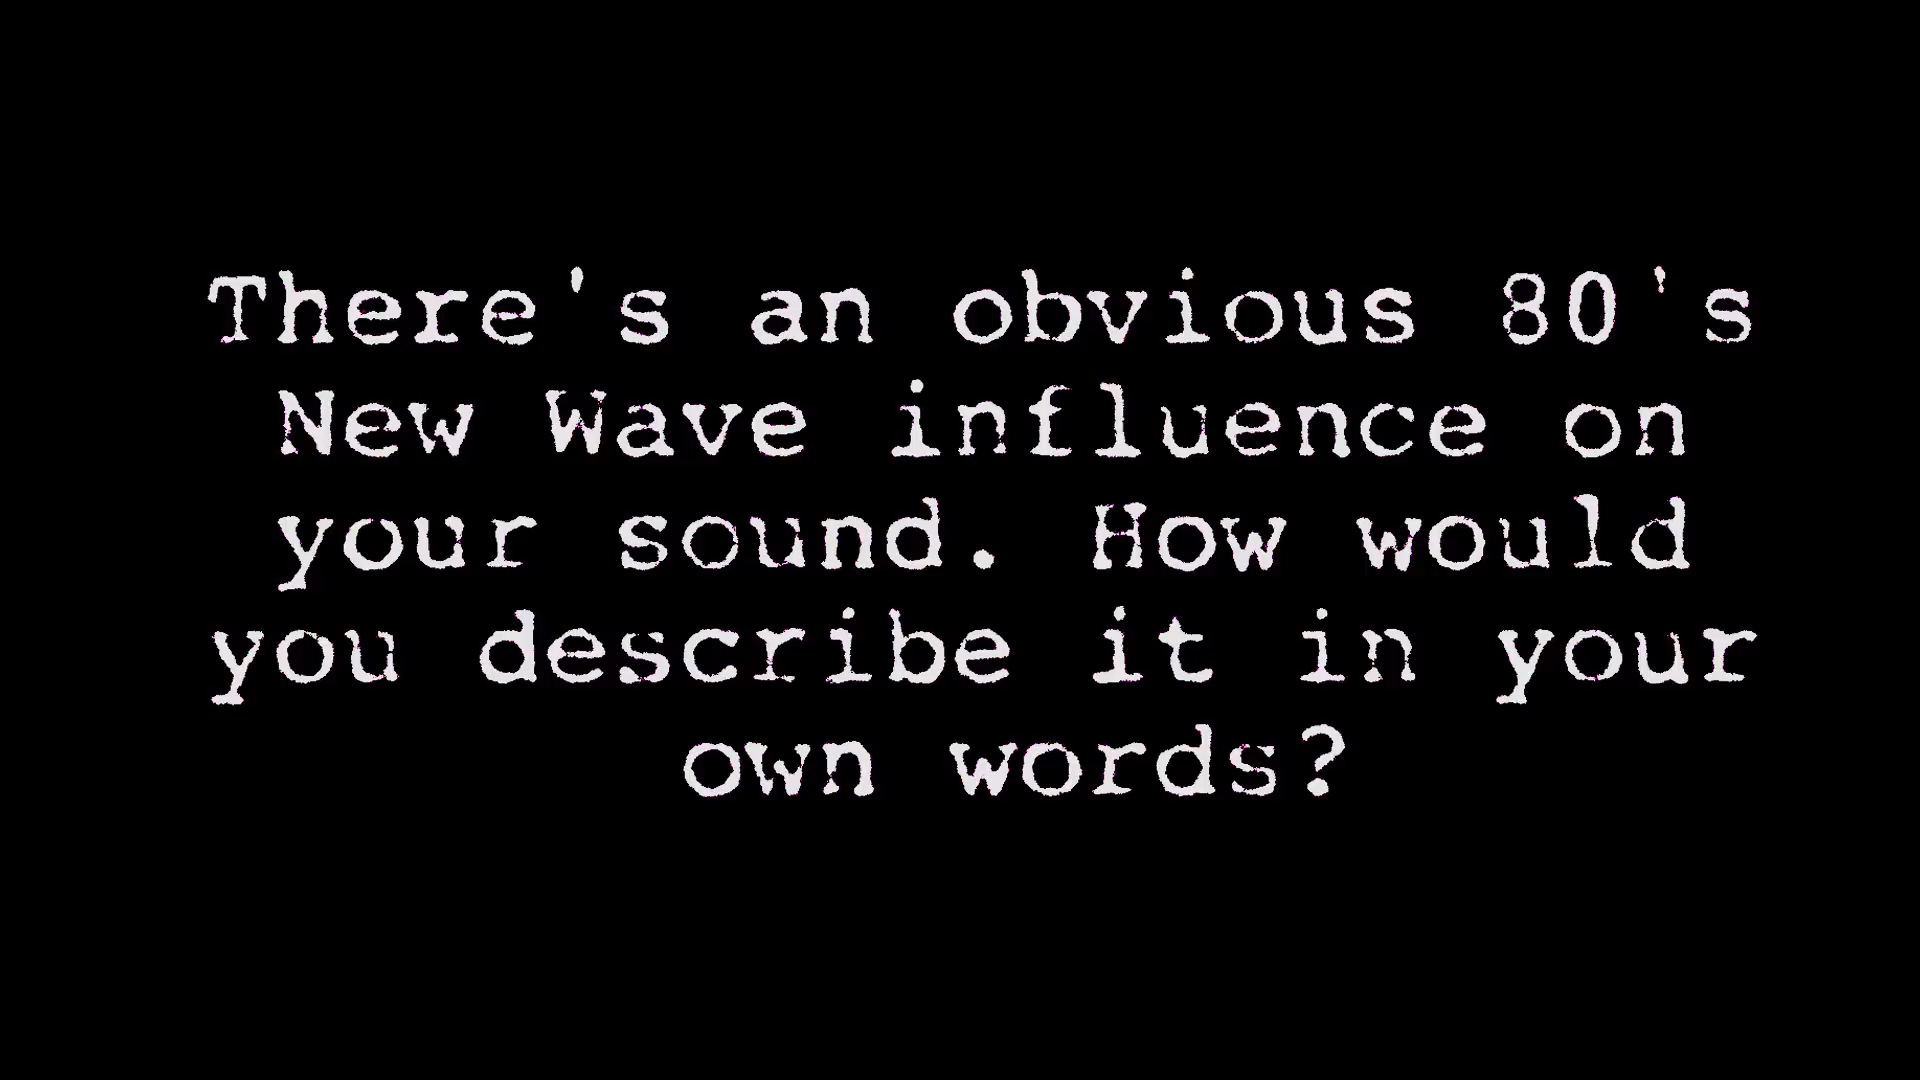 There's an obvious 80's
New Wave influence on
your sound. How would
you describe it in your
own words?